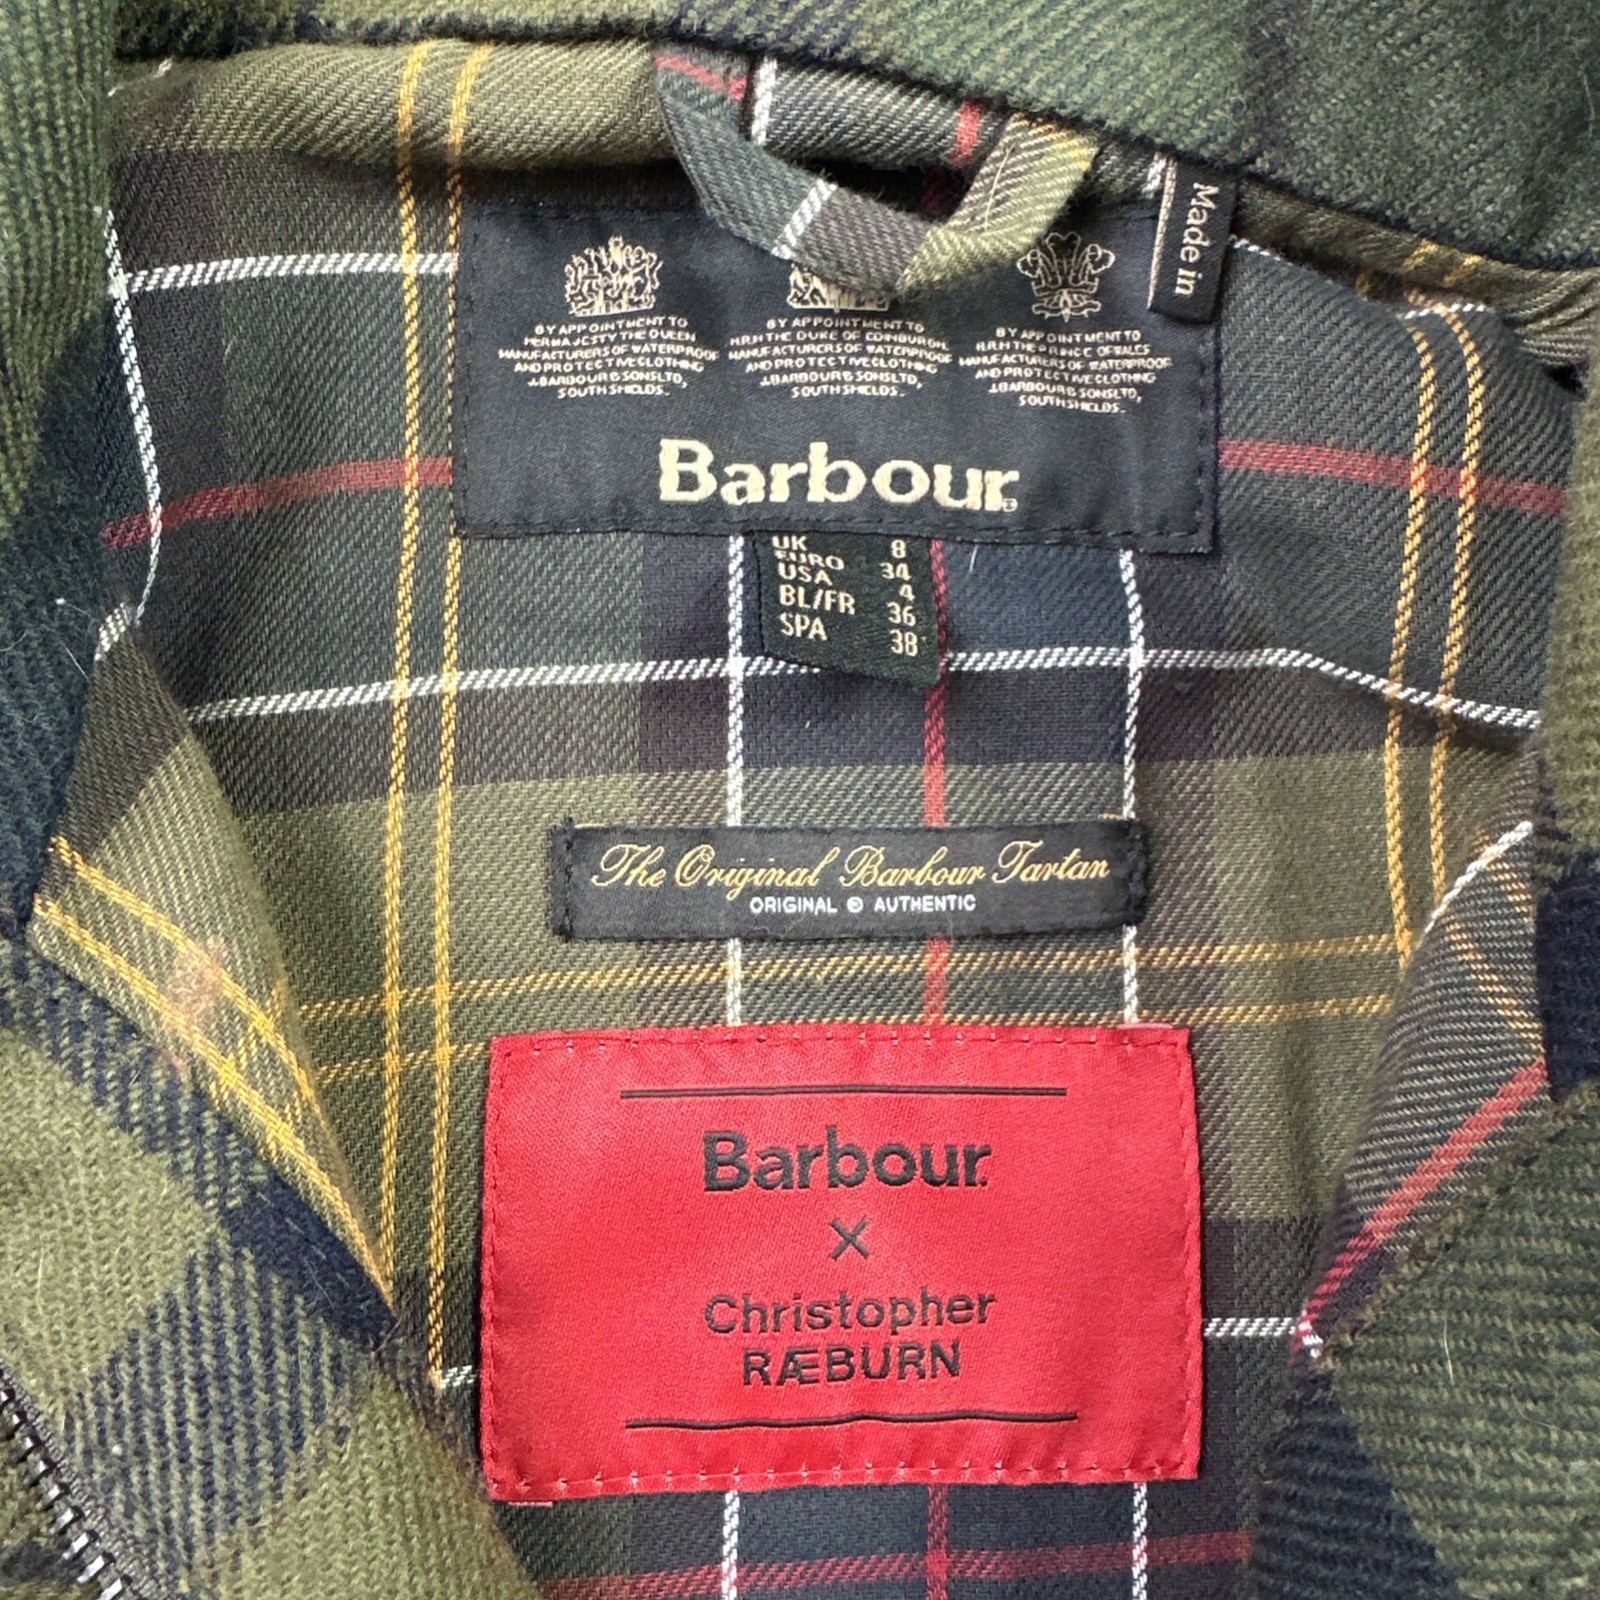 Made in
BY APPOINTMENT TO
HER MAJESTY THE QUEEN
MANUFACTURERS OF WATERPROOF
AND PROTECTIVE CLOTHING
J.BARBOUR & SONS LTD,
SOUTH SHIELDS.
BY APPOINTMENT TO
H.R.H THE DUKE OF EDINBURGH.
MANUFACTURERS OF WATERPROOF
AND PROTECTIVE CLOTHING
J.BARBOUR & SONS LTD,
SOUTH SHIELDS.
BY APPOINTMENT TO
H.R.H THE PRINCE OF WALES
MANUFACTURERS OF WATERPROOF
AND PROTECTIVE CLOTHING
J.BARBOUR & SONS LTD,
SOUTH SHIELDS.
Barbour®
UK 8
EURO 34
USA 4
BL/FR 36
SPA 38
The Original Barbour Tartan
ORIGINAL © AUTHENTIC
Barbour®
X
Christopher
RÆBURN